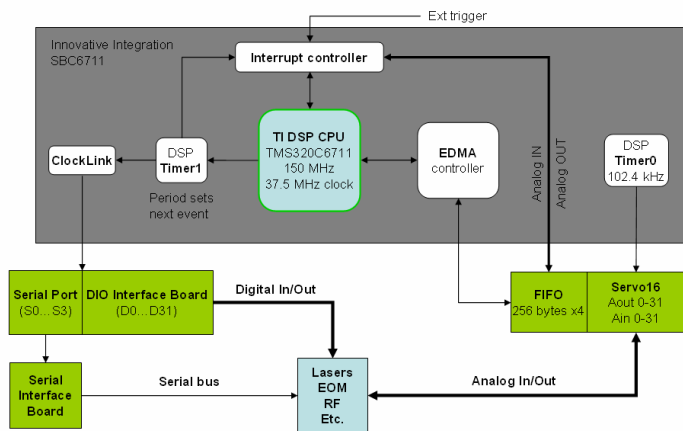 Ext trigger
Innovative Integration
SBC6711
Interrupt controller
TI DSP CPU
TMS320C6711
150 MHz
37.5 MHz clock
ClockLink
DSP
Timer1
Period sets
next event
EDMA
controller
Analog IN
Analog OUT
DSP
Timer0
102.4 kHz
Serial Port
(S0...S3)
DIO Interface Board
(D0...D31)
Digital In/Out
FIFO
256 bytes x4
Servo16
Aout 0-31
Ain 0-31
Serial
Interface
Board
Serial bus
Lasers
EOM
RF
Etc.
Analog In/Out